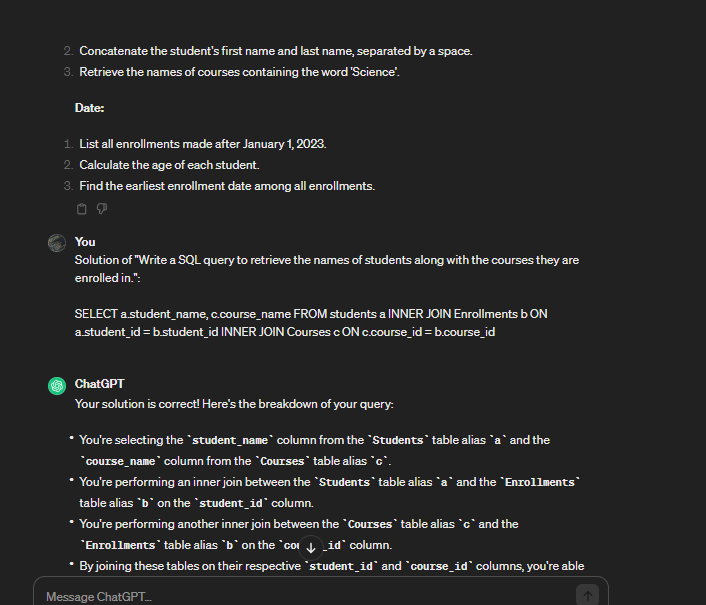 2. Concatenate the student's first name and last name, separated by a space.
3. Retrieve the names of courses containing the word 'Science'.
Date:
1. List all enrollments made after January 1, 2023.
2. Calculate the age of each student.
3. Find the earliest enrollment date among all enrollments.
You
Solution of "Write a SQL query to retrieve the names of students along with the courses they are
enrolled in.":
SELECT a.student_name, c.course_name FROM students a INNER JOIN Enrollments b ON
a.student_id = b.student_id INNER JOIN Courses c ON c.course_id = b.course_id
ChatGPT
Your solution is correct! Here's the breakdown of your query:
• You're selecting the `student_name` column from the `Students` table alias `a` and the
`course_name` column from the `Courses` table alias `c`.
• You're performing an inner join between the `Students` table alias `a` and the `Enrollments`
table alias `b` on the `student_id` column.
• You're performing another inner join between the `Courses` table alias `c` and the
`Enrollments` table alias `b` on the column.
• By joining these tables on their respective `student_id` and `course_id` columns, you're able
Message ChatGPT...